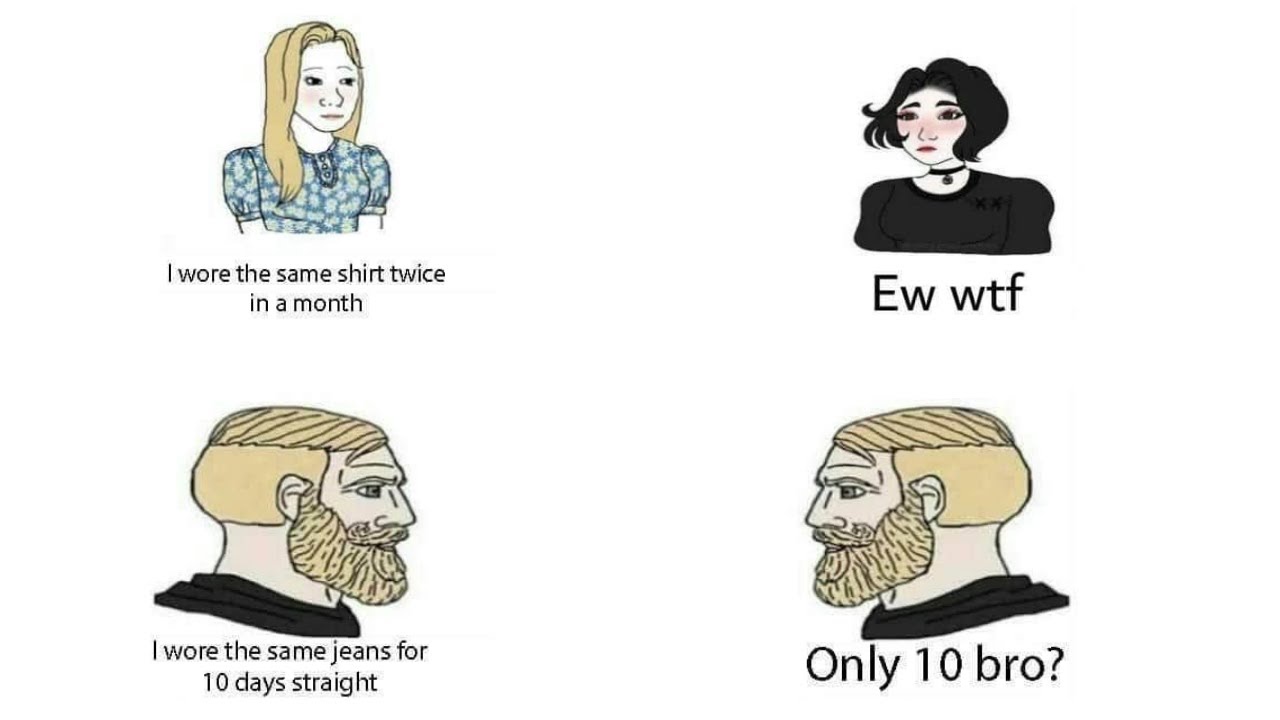 I wore the same shirt twice
in a month
Ew wtf
I wore the same jeans for
10 days straight
Only 10 bro?